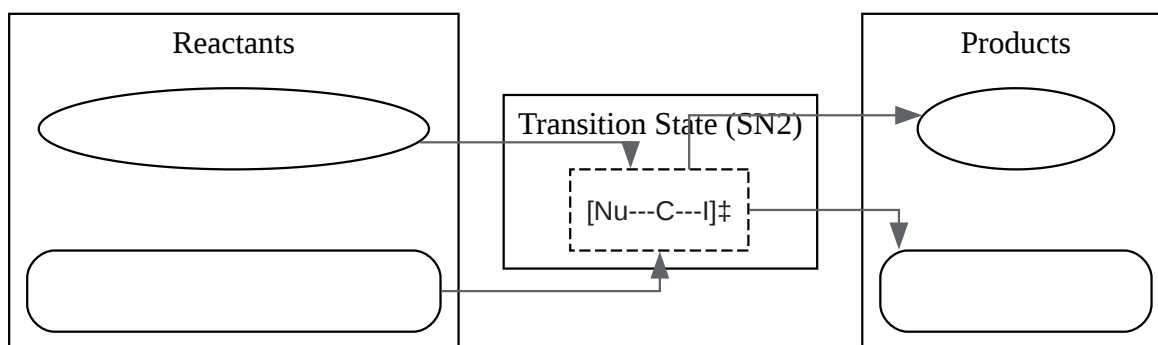 Reactants
Transition State (SN2)
[Nu---C---I]‡
Products